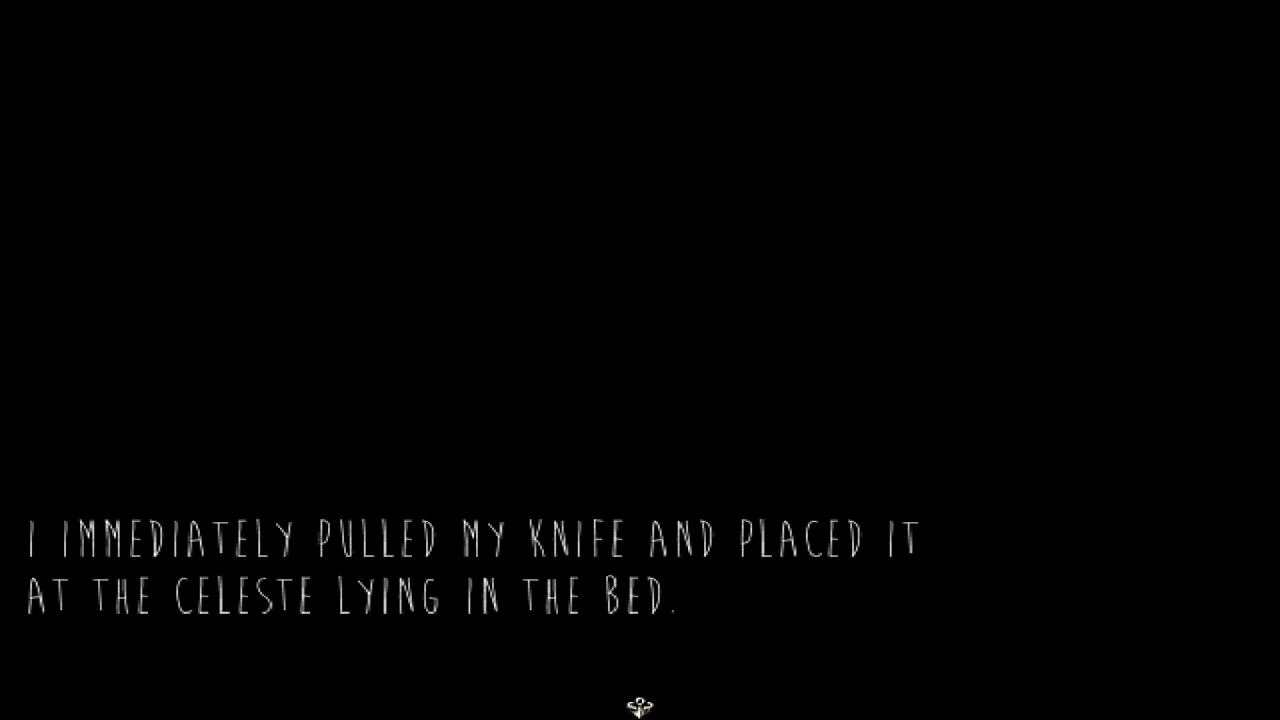 I IMMEDIATELY PULLED MY KNIFE AND PLACED IT
AT THE CELESTE LYING IN THE BED.